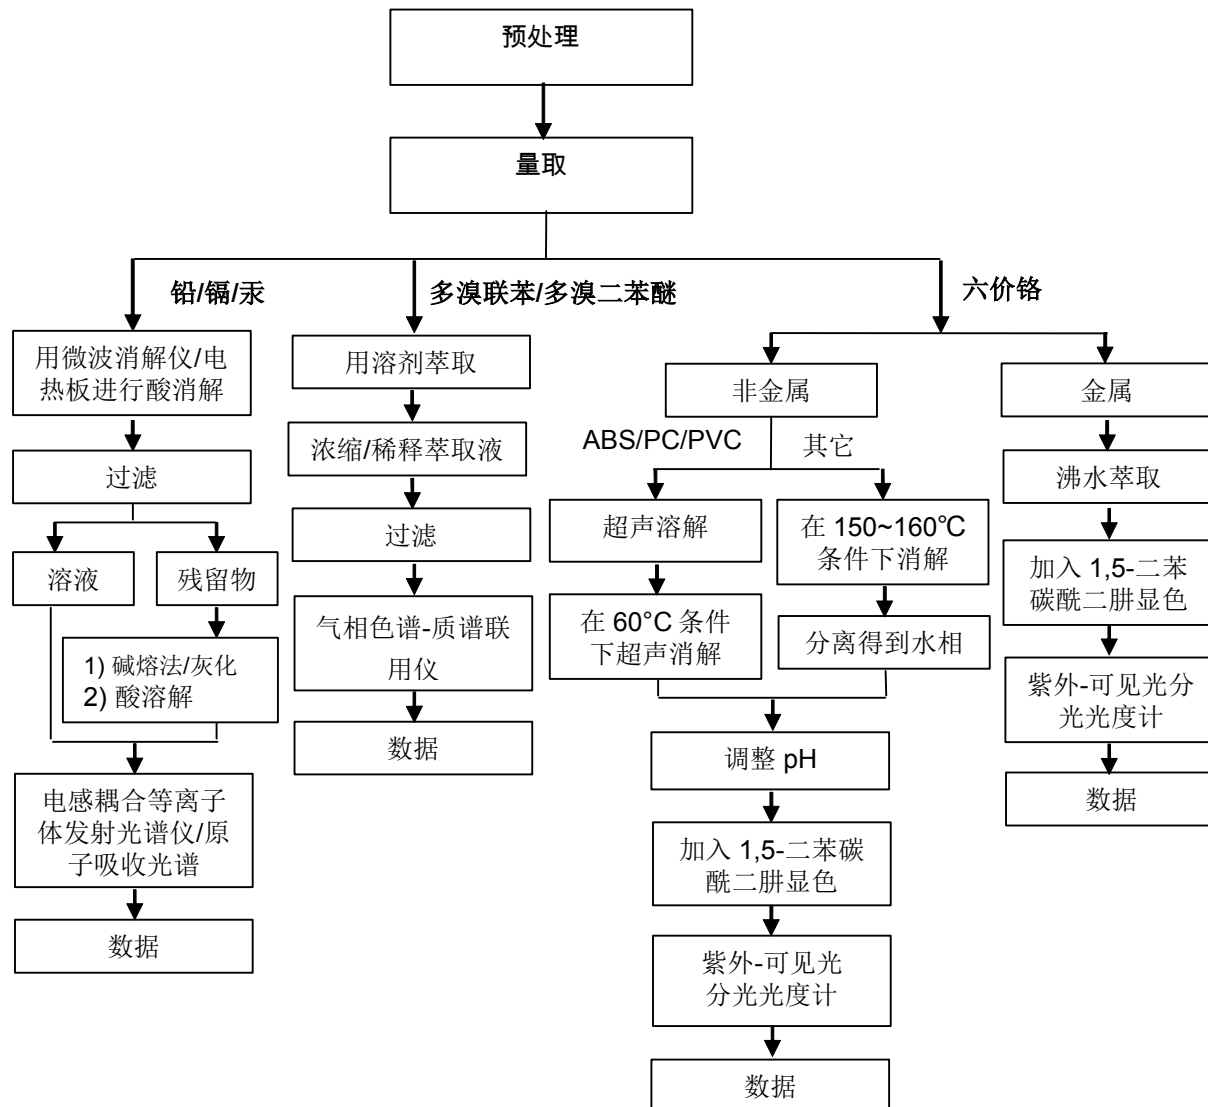 预处理
量取
铅/镉/汞
多溴联苯/多溴二苯醚
六价铬
用微波消解仪/电
热板进行酸消解
过滤
溶液
残留物
1) 碱熔法/灰化
2) 酸溶解
电感耦合等离子
体发射光谱仪/原
子吸收光谱
数据
用溶剂萃取
浓缩/稀释萃取液
过滤
气相色谱-质谱联
用仪
数据
非金属
ABS/PC/PVC
其它
超声溶解
在 60°C 条件
下超声消解
在 150~160℃
条件下消解
分离得到水相
调整 pH
加入 1,5-二苯碳
酰二肼显色
紫外-可见光
分光光度计
数据
金属
沸水萃取
加入 1,5-二苯
碳酰二肼显色
紫外-可见光分
光光度计
数据